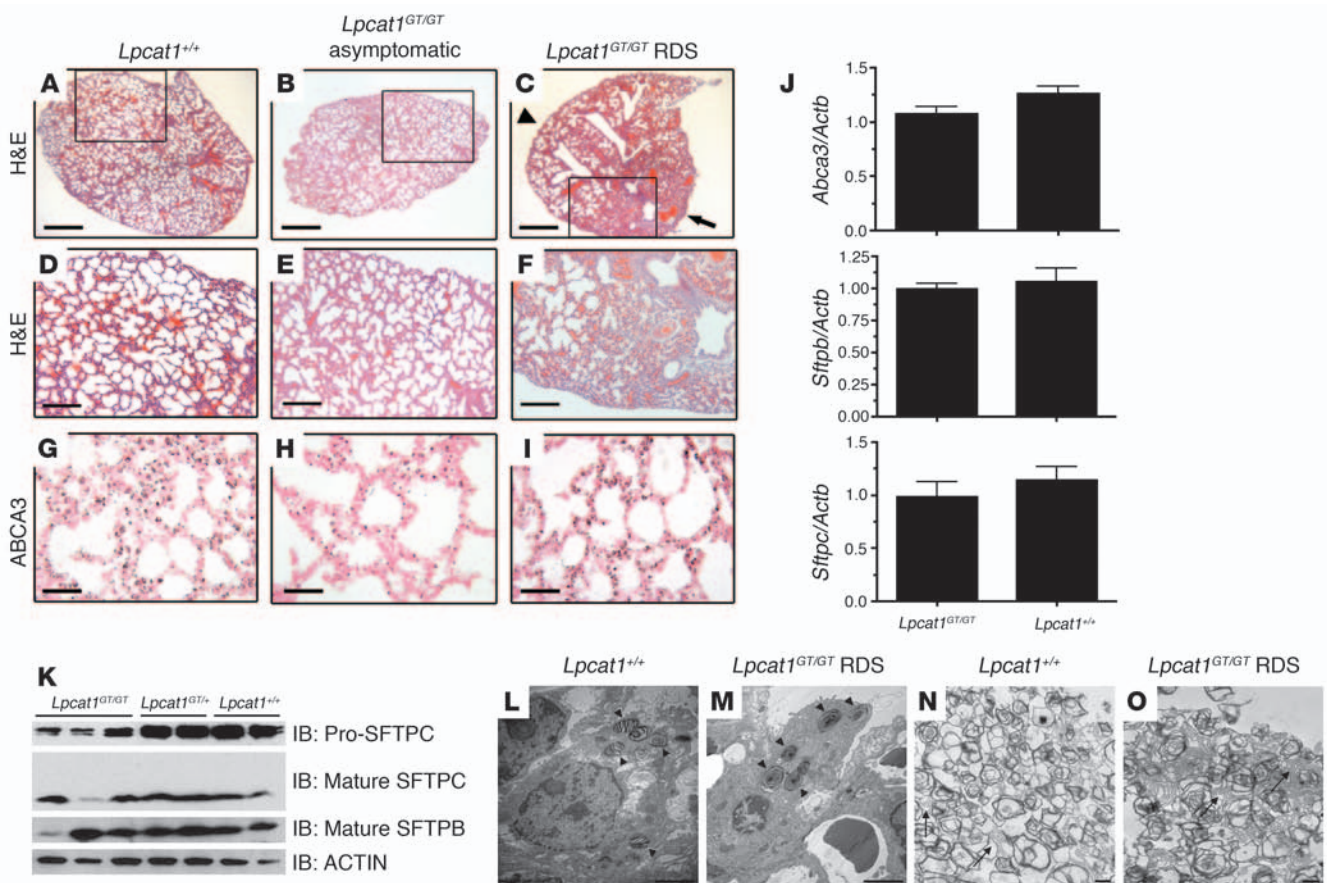 Lpcat1+/+
Lpcat1GT/GT
asymptomatic
Lpcat1GT/GT RDS
H&E
A
B
C
H&E
D
E
F
ABCA3
G
H
I
J
Abca3/Actb
1.5
1.0
0.5
0.0
Sftpb/Actb
1.25
1.00
0.75
0.25
0.00
Sftpc/Actb
1.5
1.0
0.5
0.0
Lpcat1GT/GT
Lpcat1+/+
K
Lpcat1GT/GT
Lpcat1GT/+
Lpcat1+/+
IB: Pro-SFTPC
IB: Mature SFTPC
IB: Mature SFTPB
IB: ACTIN
Lpcat1+/+
Lpcat1GT/GT RDS
Lpcat1+/+
Lpcat1GT/GT RDS
L
M
N
O